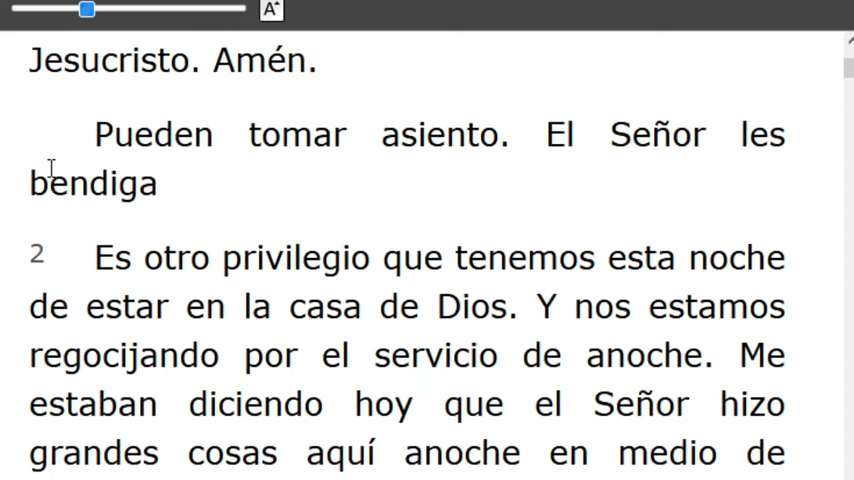 A
Jesucristo. Amén.
Pueden tomar asiento. El Señor les
bendiga
2 Es otro privilegio que tenemos esta noche
de estar en la casa de Dios. Y nos estamos
regocijando por el servicio de anoche. Me
estaban diciendo hoy que el Señor hizo
grandes cosas aquí anoche en medio de